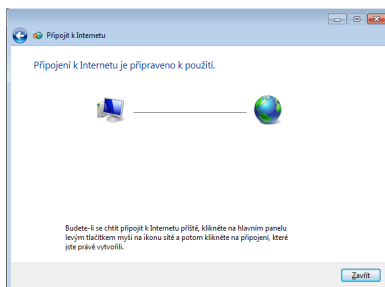 Připojit k Internetu
Připojení k Internetu je připraveno k použití.
Budete-li se chtít připojit k Internetu příště, klikněte na hlavním panelu
levým tlačítkem myši na ikonu sítě a potom klikněte na připojení, které
jste právě vytvořili.
Zavřít